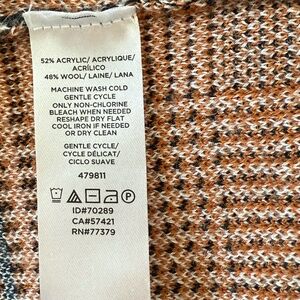 52% ACRYLIC/ ACRYLIQUE/
ACRÍLICO
48% WOOL/ LAINE/ LANA
MACHINE WASH COLD
GENTLE CYCLE
ONLY NON-CHLORINE
BLEACH WHEN NEEDED
RESHAPE DRY FLAT
COOL IRON IF NEEDED
OR DRY CLEAN
GENTLE CYCLE/
CYCLE DÉLICAT/
CICLO SUAVE
479811
ID#70289
CA#57421
RN#77379